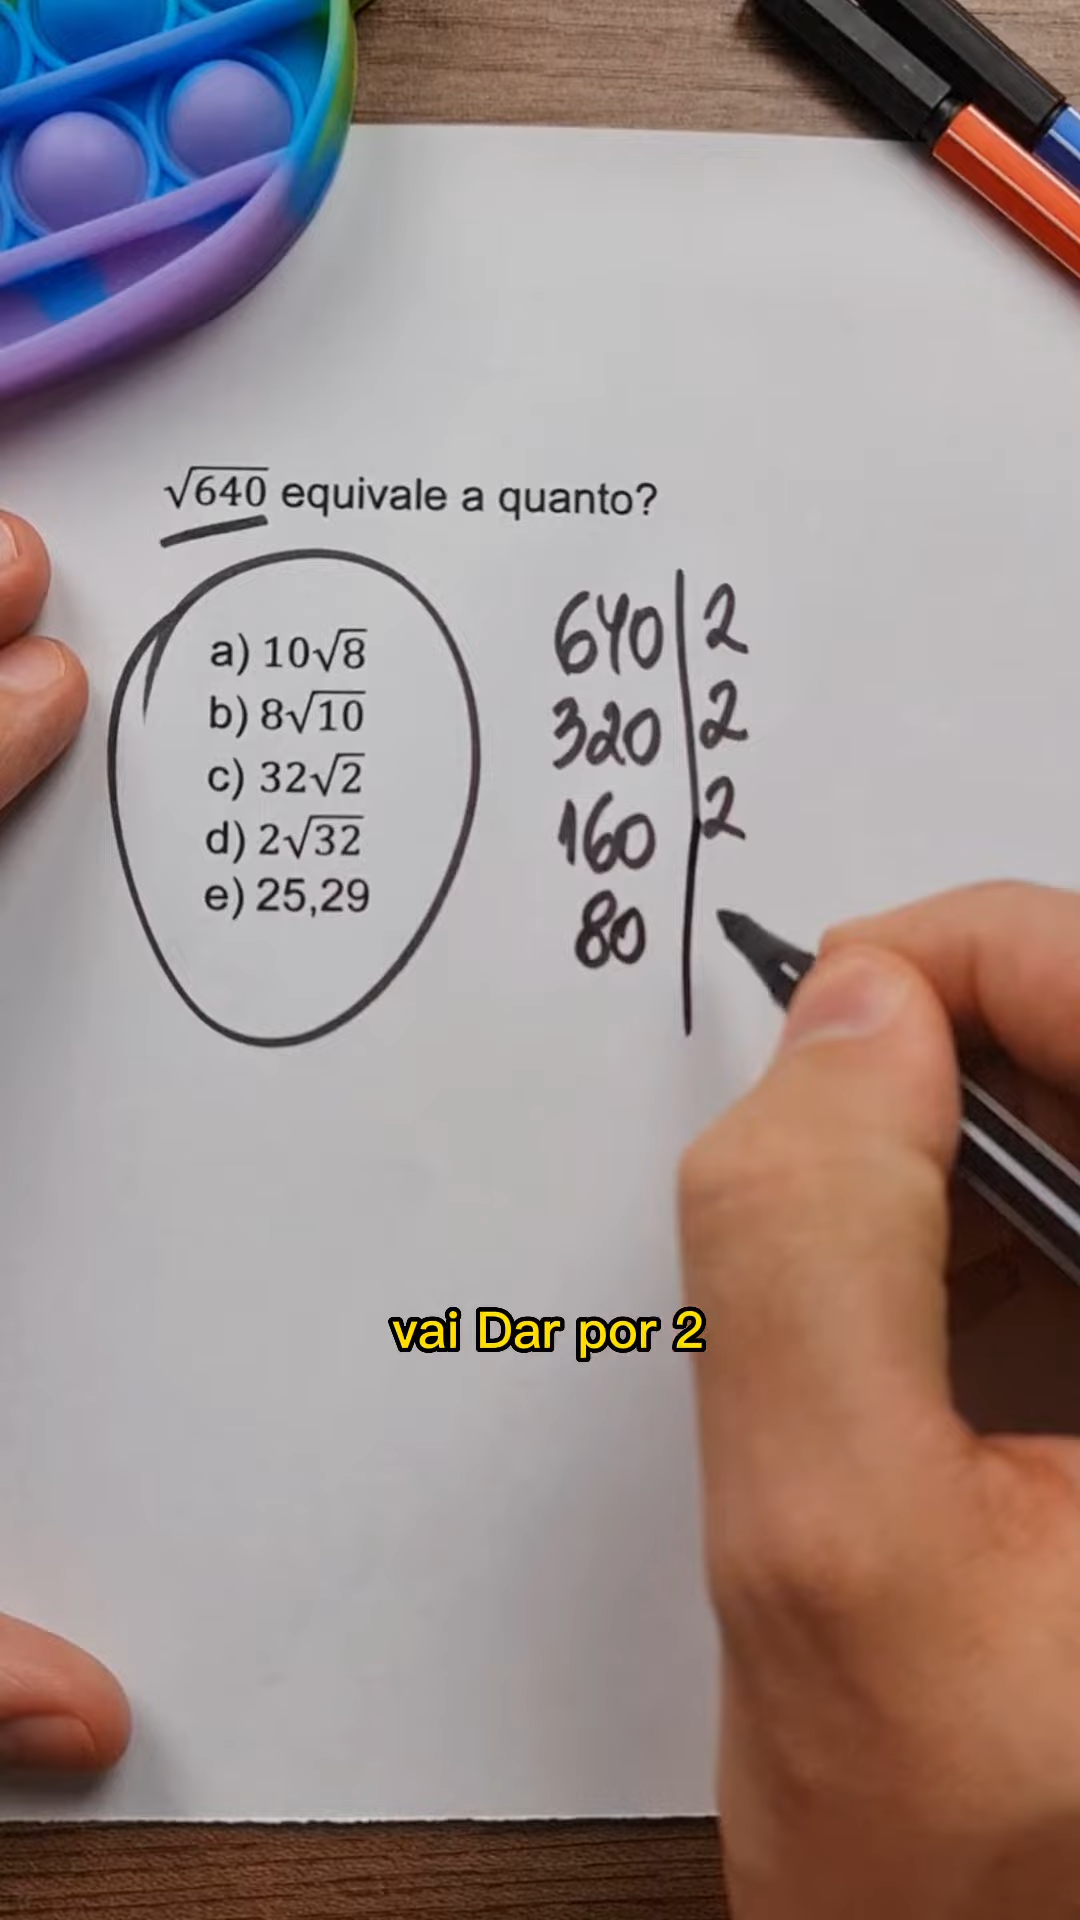 √640 equivale a quanto?
a) 10√8
b) 8√10
c) 32√2
d) 2√32
e) 25,29
640 | 2
320 | 2
160 | 2
80 |
vai Dar por 2